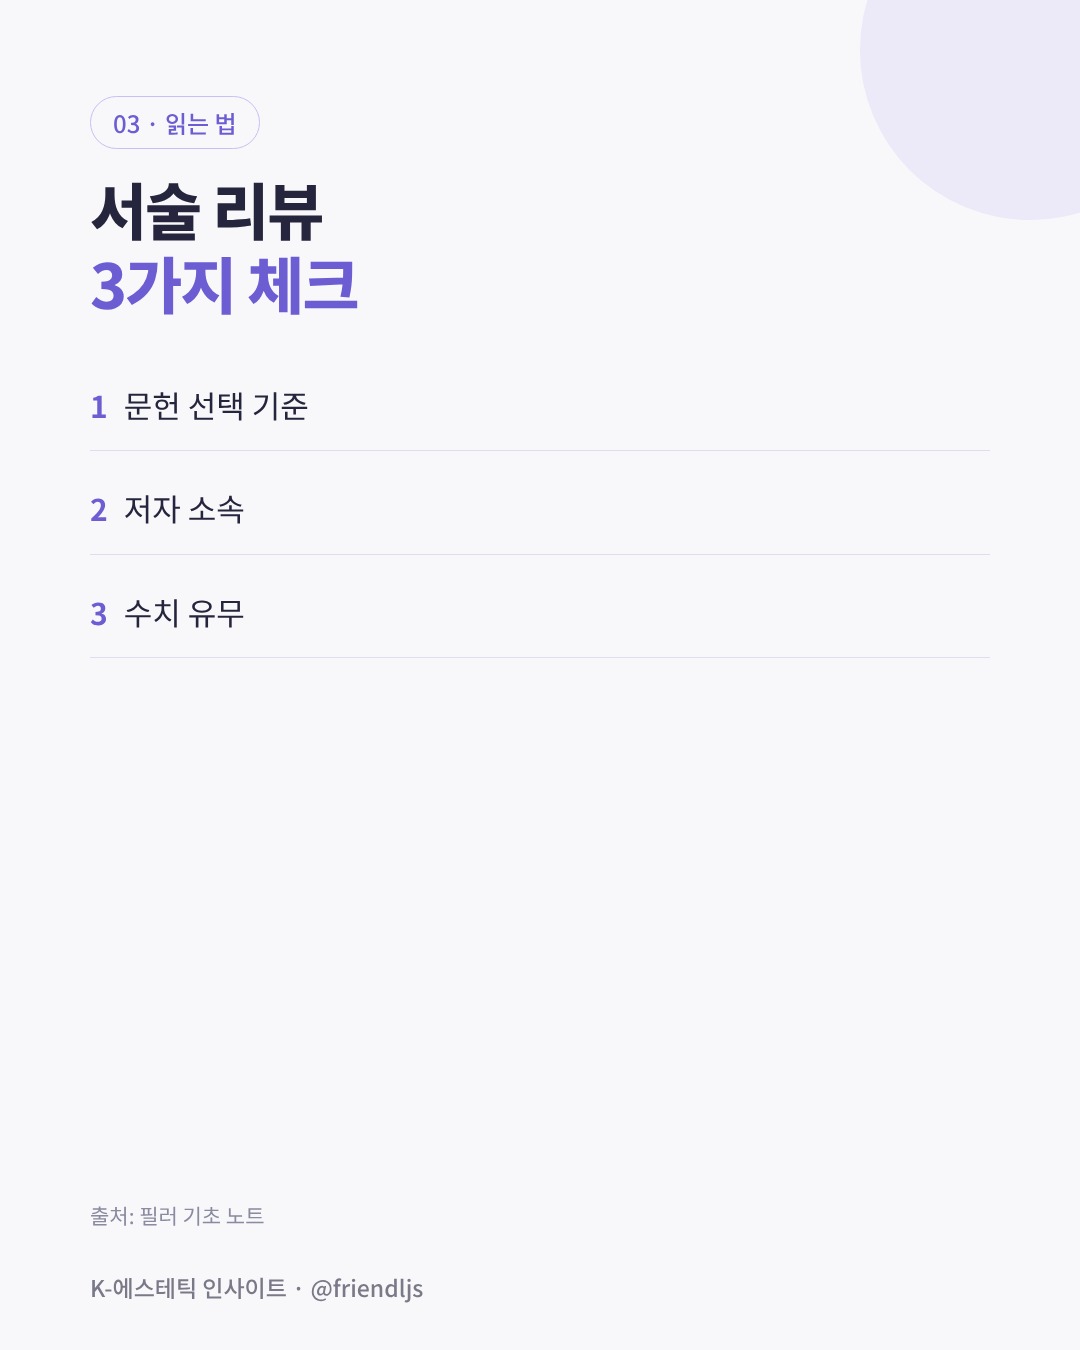 03 · 읽는 법
서술 리뷰
3가지 체크
1 문헌 선택 기준
2 저자 소속
3 수치 유무
출처: 필러 기초 노트
K-에스테틱 인사이트 · @friendljs